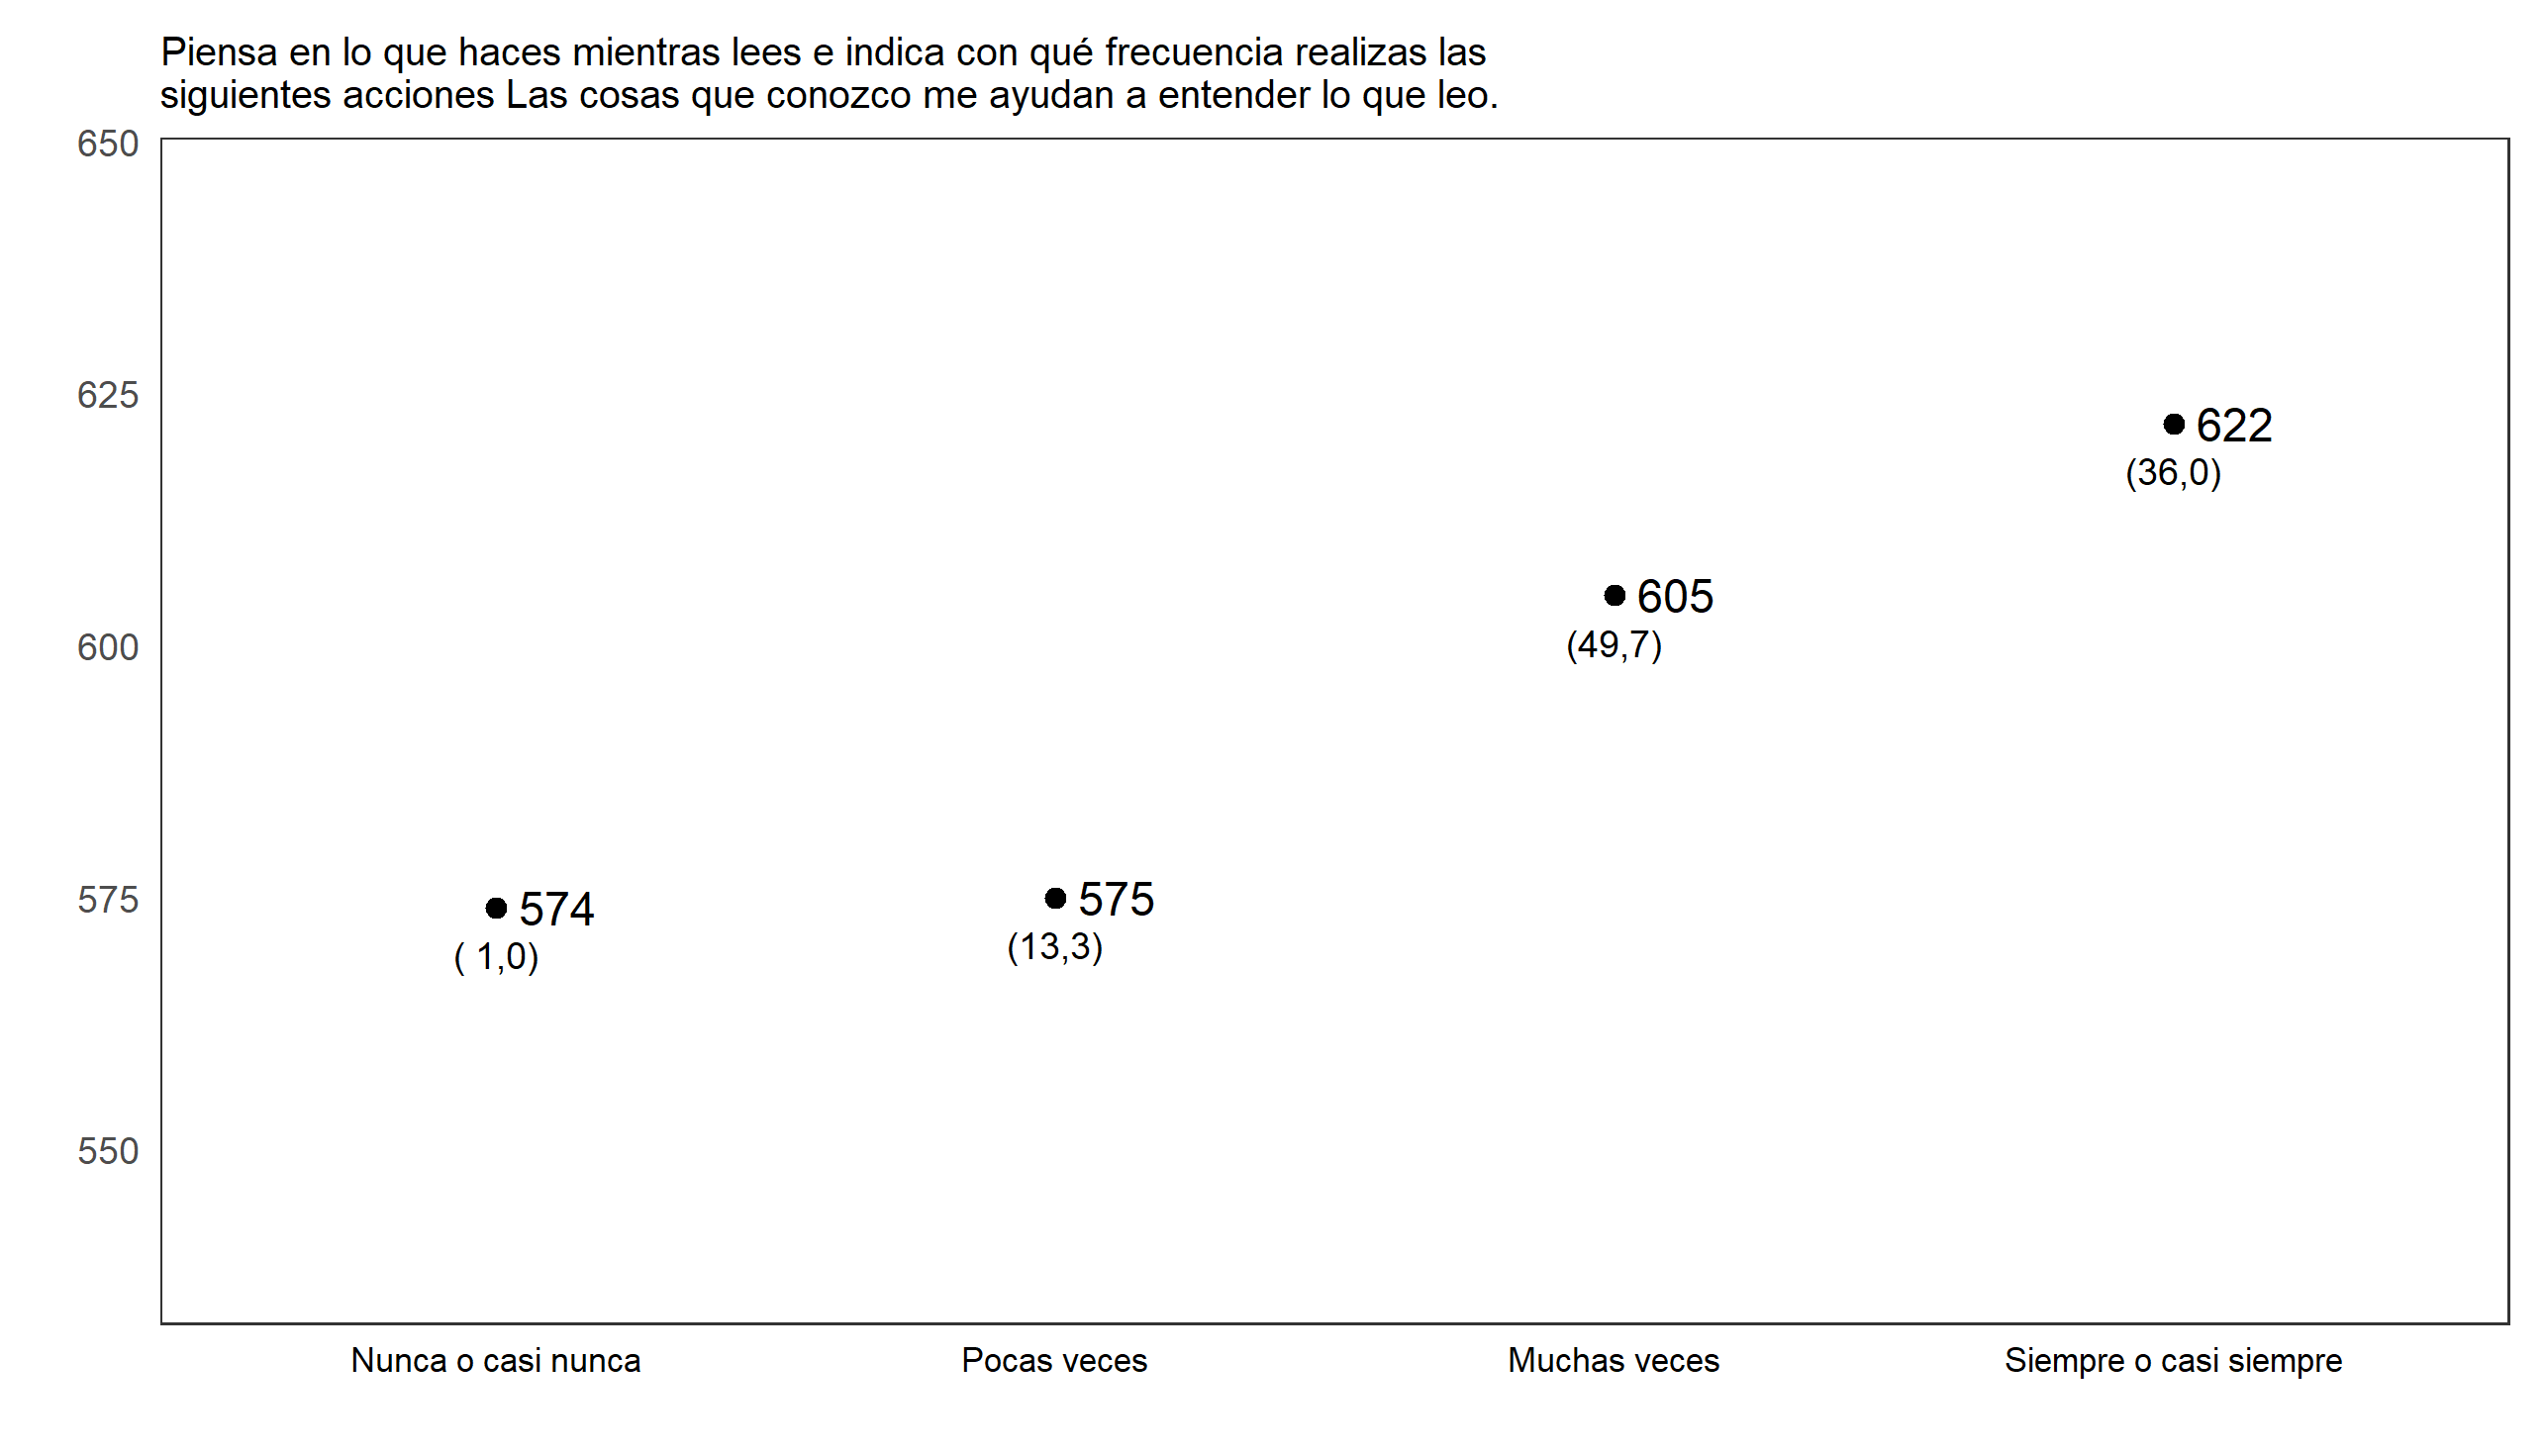 Piensa en lo que haces mientras lees e indica con qué frecuencia realizas las
siguientes acciones Las cosas que conozco me ayudan a entender lo que leo.
650
625
622
(36,0)
605
600
(49,7)
575
574
575
( 1,0)
(13,3)
550
Nunca o casi nunca
Pocas veces
Muchas veces
Siempre o casi siempre